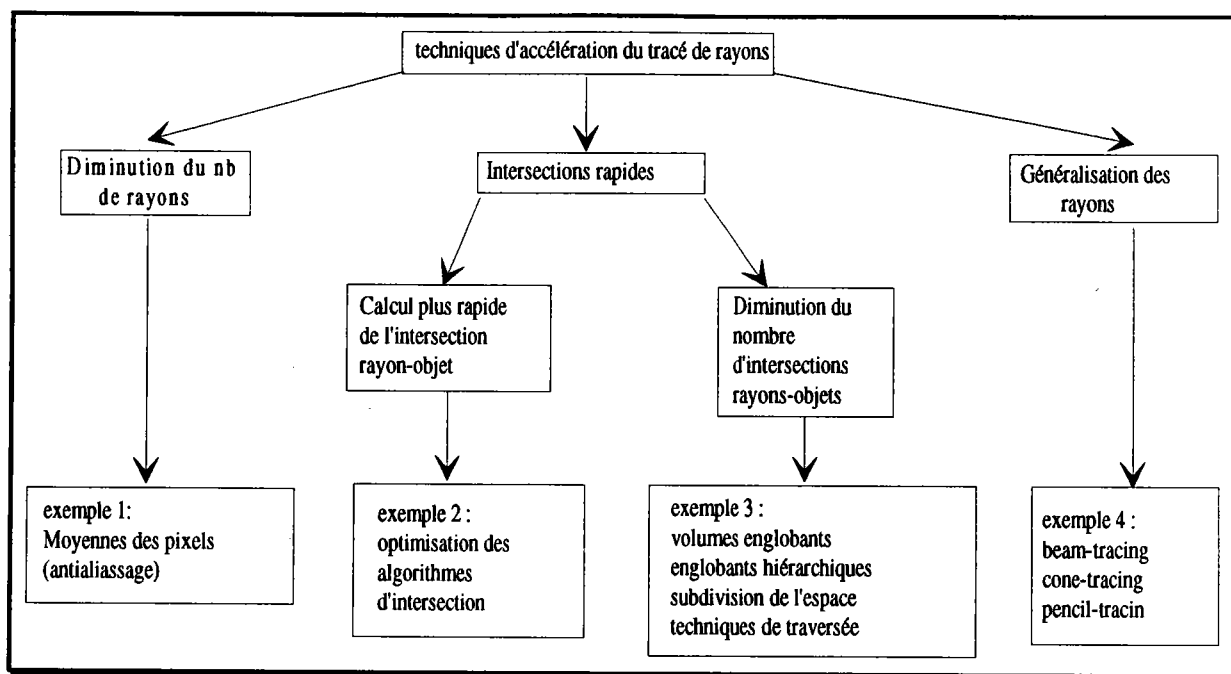 techniques d'accélération du tracé de rayons
Diminution du nb
de rayons
Intersections rapides
Généralisation des
rayons
Calcul plus rapide
de l'intersection
rayon-objet
Diminution du
nombre
d'intersections
rayons-objets
exemple 1:
Moyennes des pixels
(antialiassage)
exemple 2 :
optimisation des
algorithmes
d'intersection
exemple 3 :
volumes englobants
englobants hiérarchiques
subdivision de l'espace
techniques de traversée
exemple 4 :
beam-tracing
cone-tracing
pencil-tracin